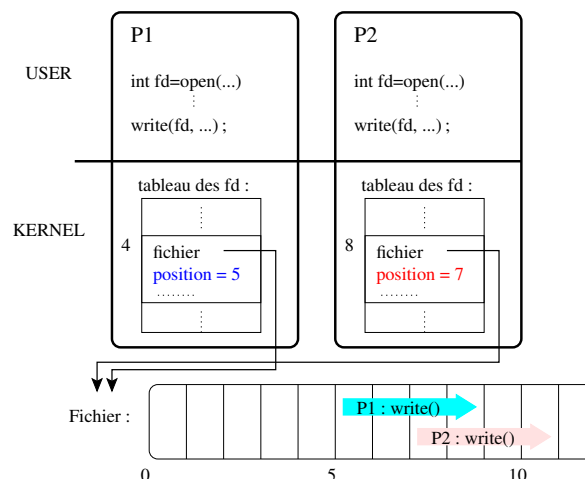 P1
P2
USER
int fd=open(...)
int fd=open(...)
write(fd, ...) ;
write(fd, ...) ;
tableau des fd :
tableau des fd :
KERNEL
4
fichier
position = 5
........
8
fichier
position = 7
........
Fichier :
P1 : write()
P2 : write()
0
5
10